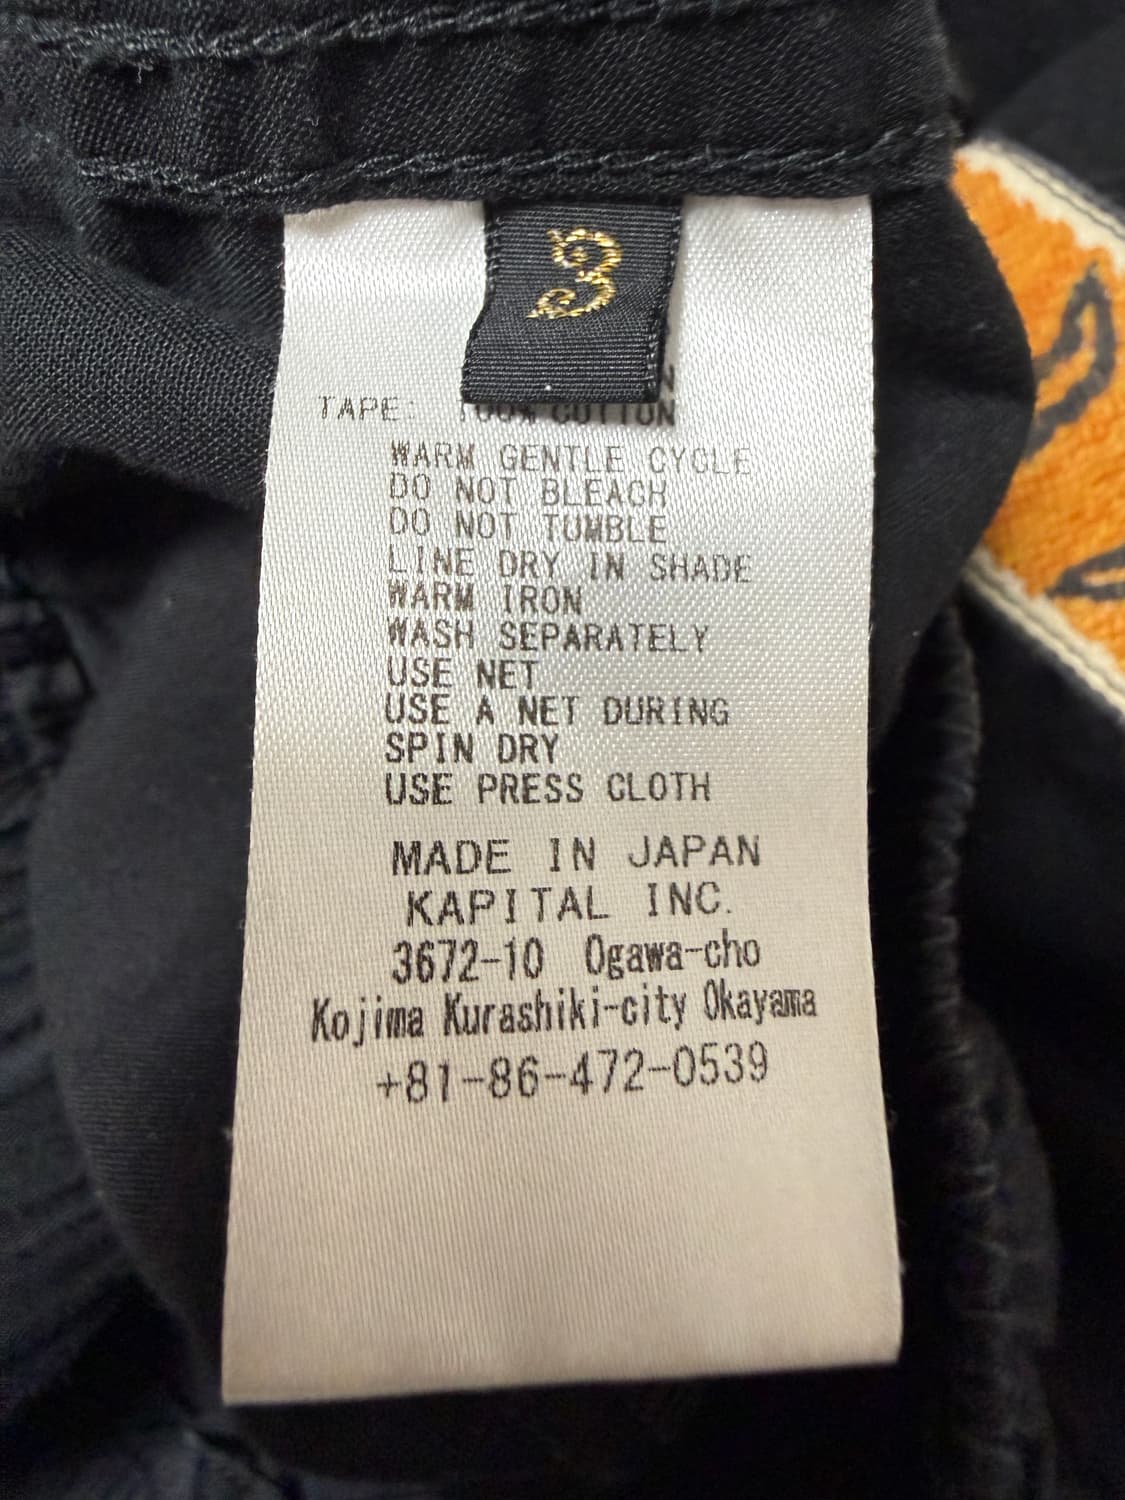 3
TAPE: 100% COTTON
WARM GENTLE CYCLE
DO NOT BLEACH
DO NOT TUMBLE
LINE DRY IN SHADE
WARM IRON
WASH SEPARATELY
USE NET
USE A NET DURING
SPIN DRY
USE PRESS CLOTH
MADE IN JAPAN
KAPITAL INC.
3672-10 Ogawa-cho
Kojima Kurashiki-city Okayama
+81-86-472-0539